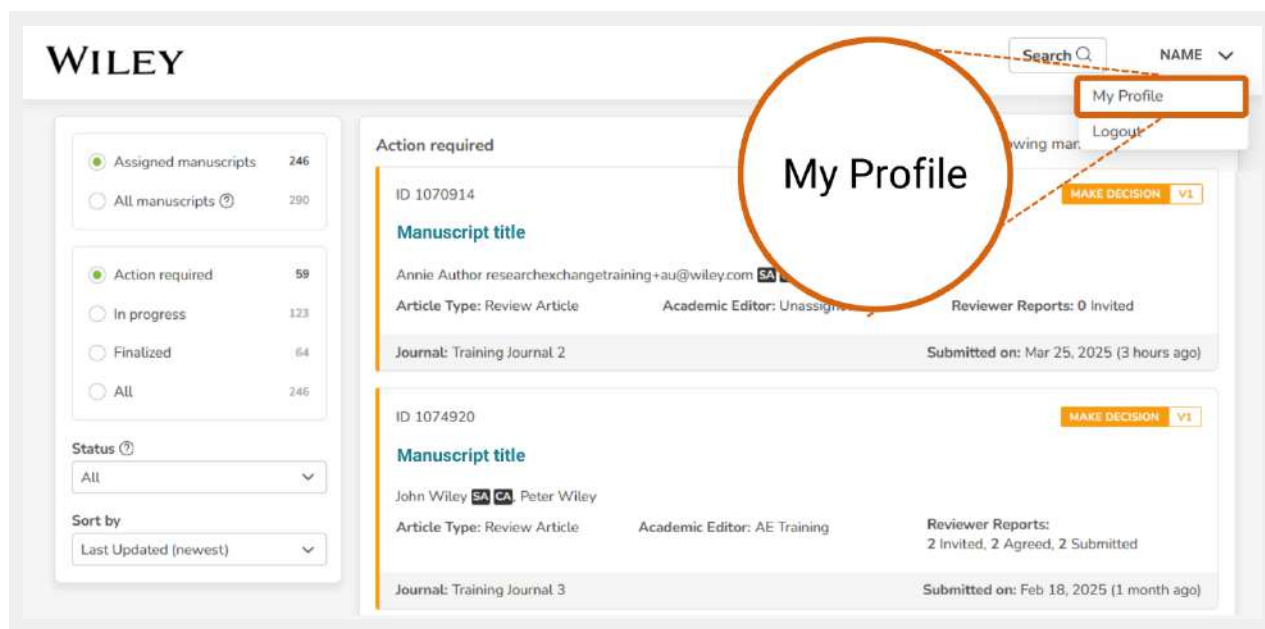 WILEY
Search
NAME
My Profile
Logout
My Profile
Assigned manuscripts 246
All manuscripts 290
Action required 59
In progress 123
Finalized 64
All 246
Status
All
Sort by
Last Updated (newest)
Action required
ID 1070914
MAKE DECISION V1
Manuscript title
Annie Author researchexchangetraining+au@wiley.com SA
Article Type: Review Article Academic Editor: Unassigned Reviewer Reports: 0 Invited
Journal: Training Journal 2 Submitted on: Mar 25, 2025 (3 hours ago)
ID 1074920
MAKE DECISION V1
Manuscript title
John Wiley SA CA, Peter Wiley
Article Type: Review Article Academic Editor: AE Training Reviewer Reports:
2 Invited, 2 Agreed, 2 Submitted
Journal: Training Journal 3 Submitted on: Feb 18, 2025 (1 month ago)